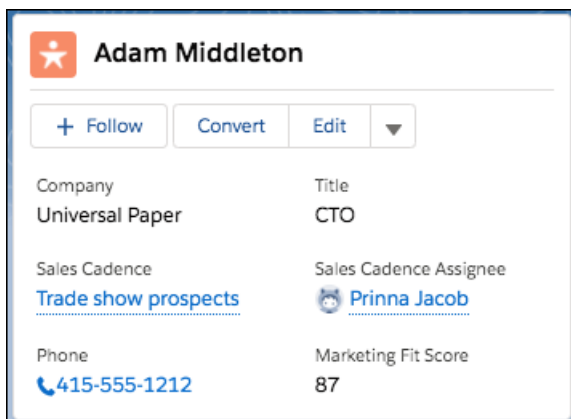 Adam Middleton
+ Follow Convert Edit
Company Title
Universal Paper CTO
Sales Cadence Sales Cadence Assignee
Trade show prospects Prinna Jacob
Phone Marketing Fit Score
415-555-1212 87